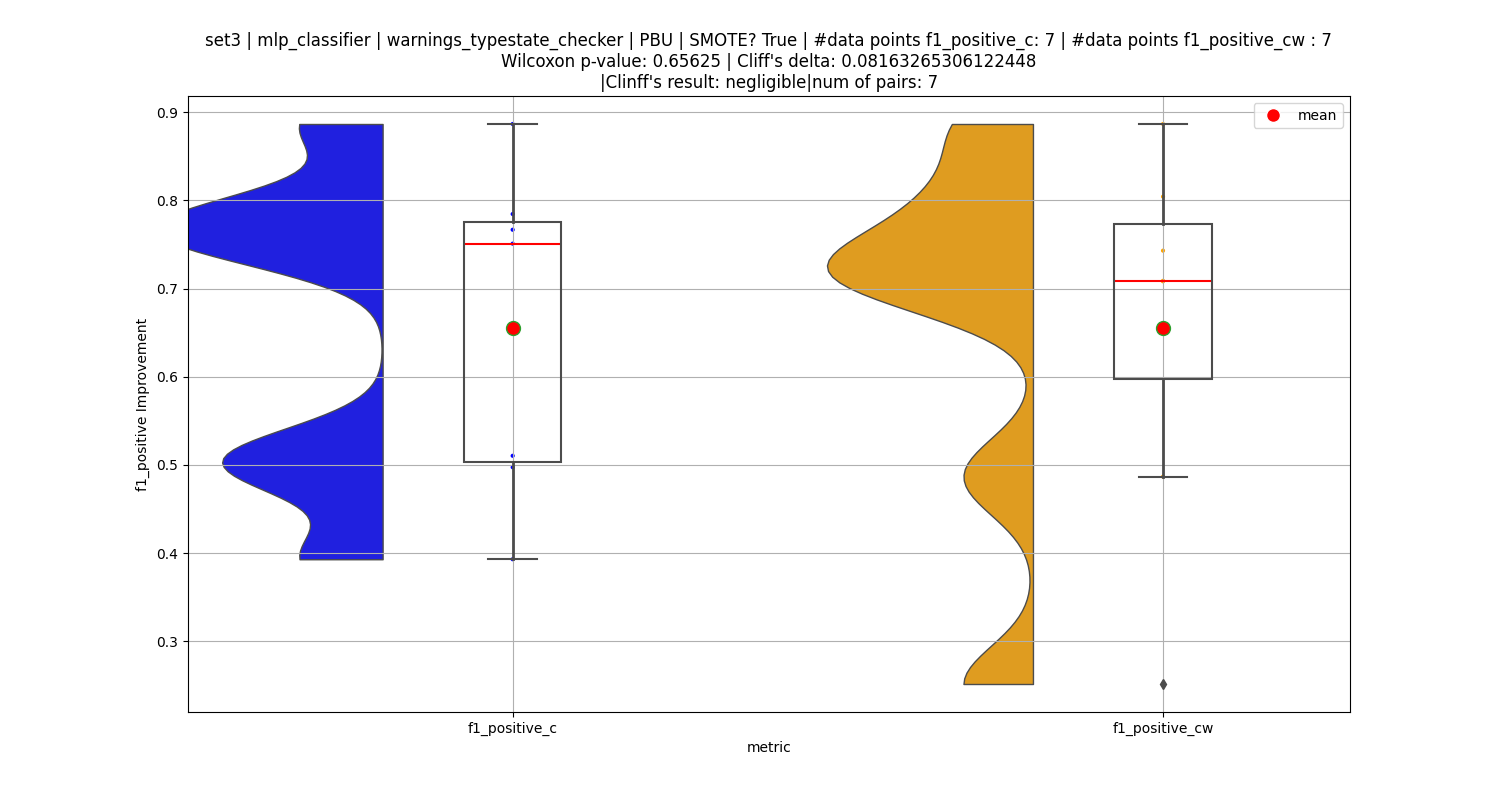 set3 | mlp_classifier | warnings_typestate_checker | PBU | SMOTE? True | #data points f1_positive_c: 7 | #data points f1_positive_cw : 7
Wilcoxon p-value: 0.65625 | Cliff's delta: 0.08163265306122448
|Clinff's result: negligible|num of pairs: 7
mean
0.9
0.8
0.7
0.6
0.5
0.4
0.3
f1_positive Improvement
f1_positive_c
f1_positive_cw
metric